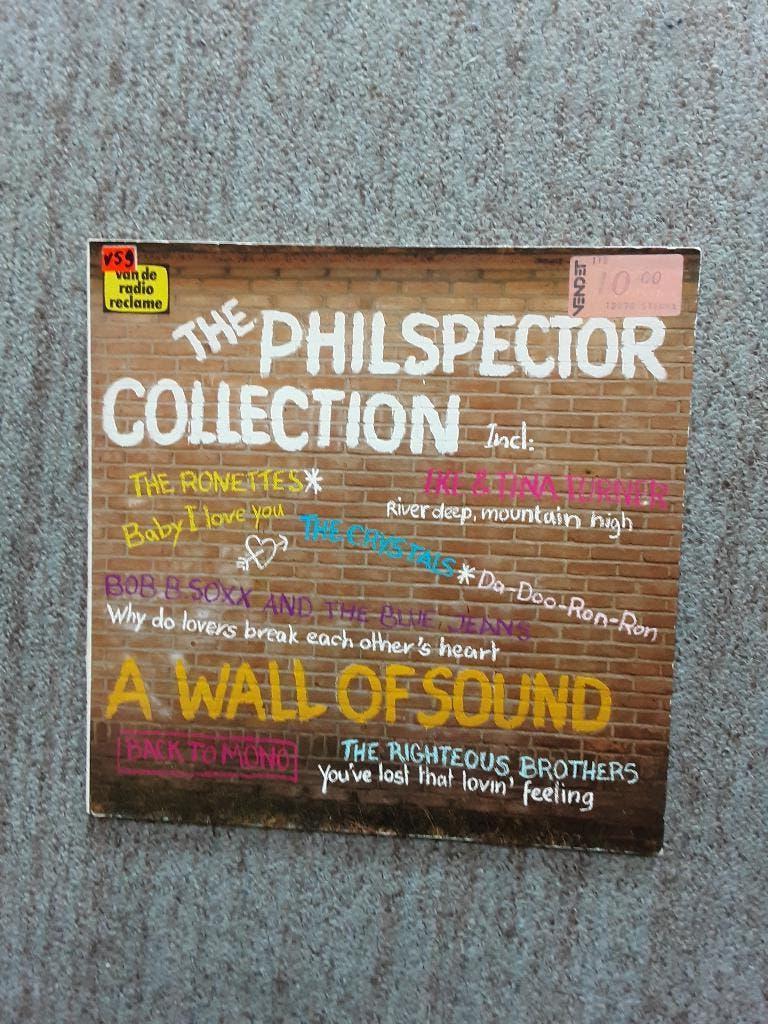 v59
van de
radio
reclame
VENDET
10 00
THE PHILSPECTOR
COLLECTION Incl:
THE RONETTES*
Baby I love you
IKE & TINA TURNER
River deep, mountain high
THE CRYSTALS * Da-Doo-Ron-Ron
BOB B. SOXX AND THE BLUE JEANS
Why do lovers break each other's heart
A WALL OF SOUND
BACK TO MONO
THE RIGHTEOUS BROTHERS
You've lost that lovin' feeling